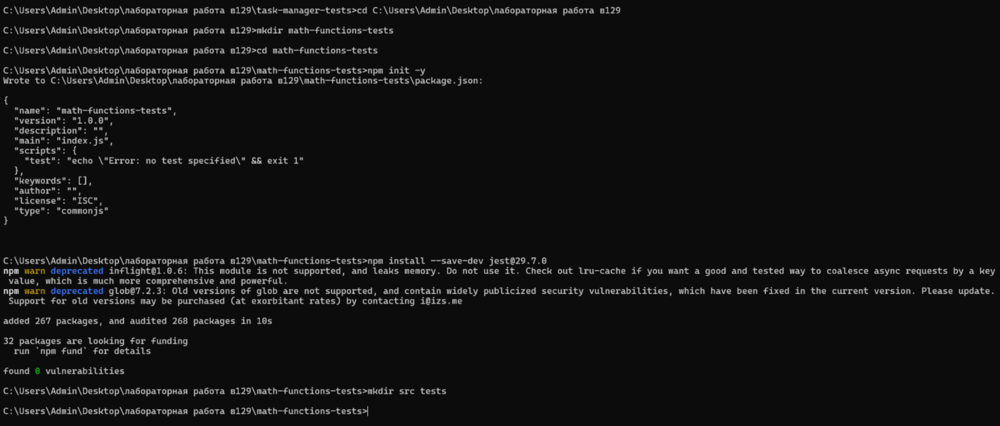 C:\Users\Admin\Desktop\лабораторная работа в129\task-manager-tests>cd C:\Users\Admin\Desktop\лабораторная работа в129
C:\Users\Admin\Desktop\лабораторная работа в129>mkdir math-functions-tests
C:\Users\Admin\Desktop\лабораторная работа в129>cd math-functions-tests
C:\Users\Admin\Desktop\лабораторная работа в129\math-functions-tests>npm init -y
Wrote to C:\Users\Admin\Desktop\лабораторная работа в129\math-functions-tests\package.json:
{
  "name": "math-functions-tests",
  "version": "1.0.0",
  "description": "",
  "main": "index.js",
  "scripts": {
    "test": "echo \"Error: no test specified\" && exit 1"
  },
  "keywords": [],
  "author": "",
  "license": "ISC",
  "type": "commonjs"
}
C:\Users\Admin\Desktop\лабораторная работа в129\math-functions-tests>npm install --save-dev jest@29.7.0
npm warn deprecated inflight@1.0.6: This module is not supported, and leaks memory. Do not use it. Check out lru-cache if you want a good and tested way to coalesce async requests by a key
 value, which is much more comprehensive and powerful.
npm warn deprecated glob@7.2.3: Old versions of glob are not supported, and contain widely publicized security vulnerabilities, which have been fixed in the current version. Please update.
 Support for old versions may be purchased (at exorbitant rates) by contacting i@izs.me
added 267 packages, and audited 268 packages in 10s
32 packages are looking for funding
  run `npm fund` for details
found 0 vulnerabilities
C:\Users\Admin\Desktop\лабораторная работа в129\math-functions-tests>mkdir src tests
C:\Users\Admin\Desktop\лабораторная работа в129\math-functions-tests>